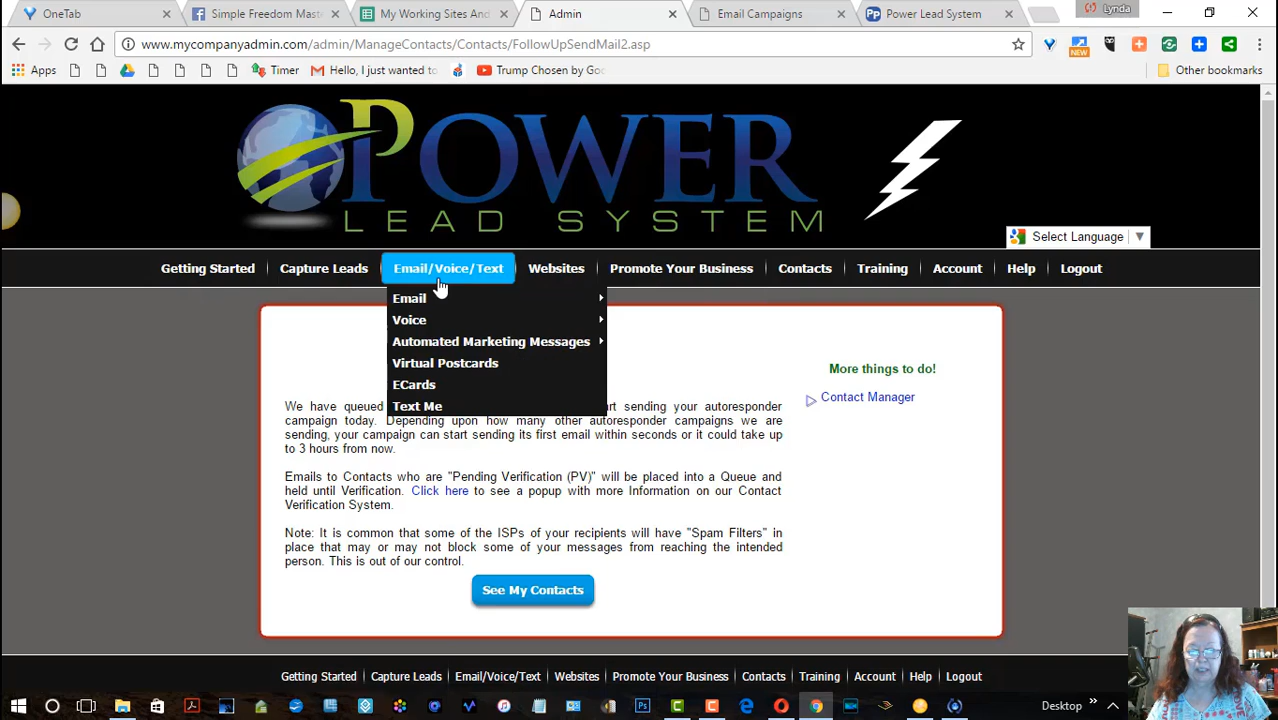 OneTab
Simple Freedom Maste
My Working Sites And
Admin
Email Campaigns
Power Lead System
Lynda
www.mycompanyadmin.com/admin/ManageContacts/Contacts/FollowUpSendMail2.asp
NEW
Apps
Timer
Hello, I just wanted to
Trump Chosen by Go
Other bookmarks
POWER
LEAD SYSTEM
Select Language
Getting Started
Capture Leads
Email/Voice/Text
Websites
Promote Your Business
Contacts
Training
Account
Help
Logout
Email
Voice
Automated Marketing Messages
Virtual Postcards
ECards
Text Me
More things to do!
Contact Manager
We have queued start sending your autoresponder
campaign today. Depending upon how many other autoresponder campaigns we are
sending, your campaign can start sending its first email within seconds or it could take up
to 3 hours from now.
Emails to Contacts who are "Pending Verification (PV)" will be placed into a Queue and
held until Verification. Click here to see a popup with more Information on our Contact
Verification System.
Note: It is common that some of the ISPs of your recipients will have "Spam Filters" in
place that may or may not block some of your messages from reaching the intended
person. This is out of our control.
See My Contacts
Getting Started
Capture Leads
Email/Voice/Text
Websites
Promote Your Business
Contacts
Training
Account
Help
Logout
Desktop